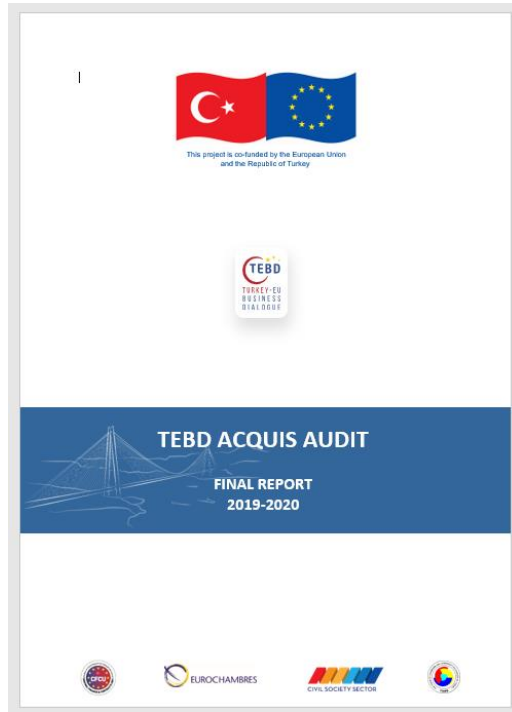 This project is co-funded by the European Union
and the Republic of Turkey
TEBD
TURKEY-EU
BUSINESS
DIALOGUE
TEBD ACQUIS AUDIT
FINAL REPORT
2019-2020
CFCU
EUROCHAMBRES
CIVIL SOCIETY SECTOR